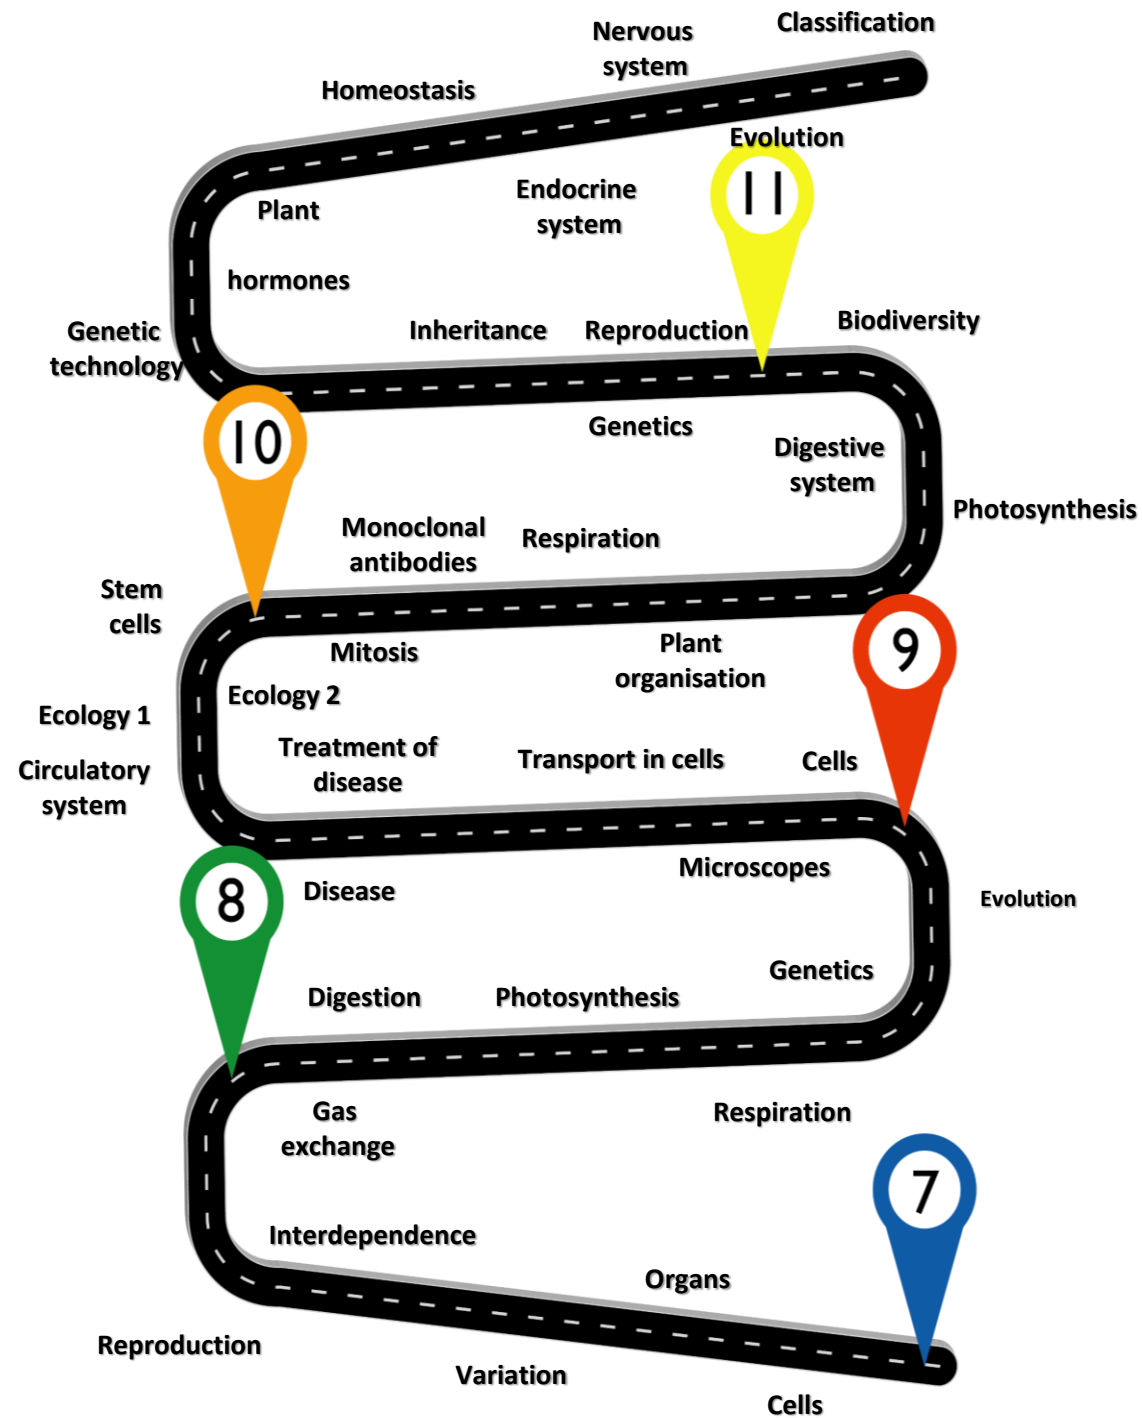 Classification
Nervous
system
Homeostasis
Evolution
11
Endocrine
system
Plant
hormones
Genetic
technology
Inheritance
Reproduction
Biodiversity
10
Genetics
Digestive
system
Photosynthesis
Monoclonal
antibodies
Respiration
Stem
cells
Mitosis
Plant
organisation
9
Ecology 2
Ecology 1
Treatment of
disease
Transport in cells
Cells
Circulatory
system
8
Disease
Microscopes
Evolution
Genetics
Digestion
Photosynthesis
Gas
exchange
Respiration
7
Interdependence
Organs
Reproduction
Variation
Cells